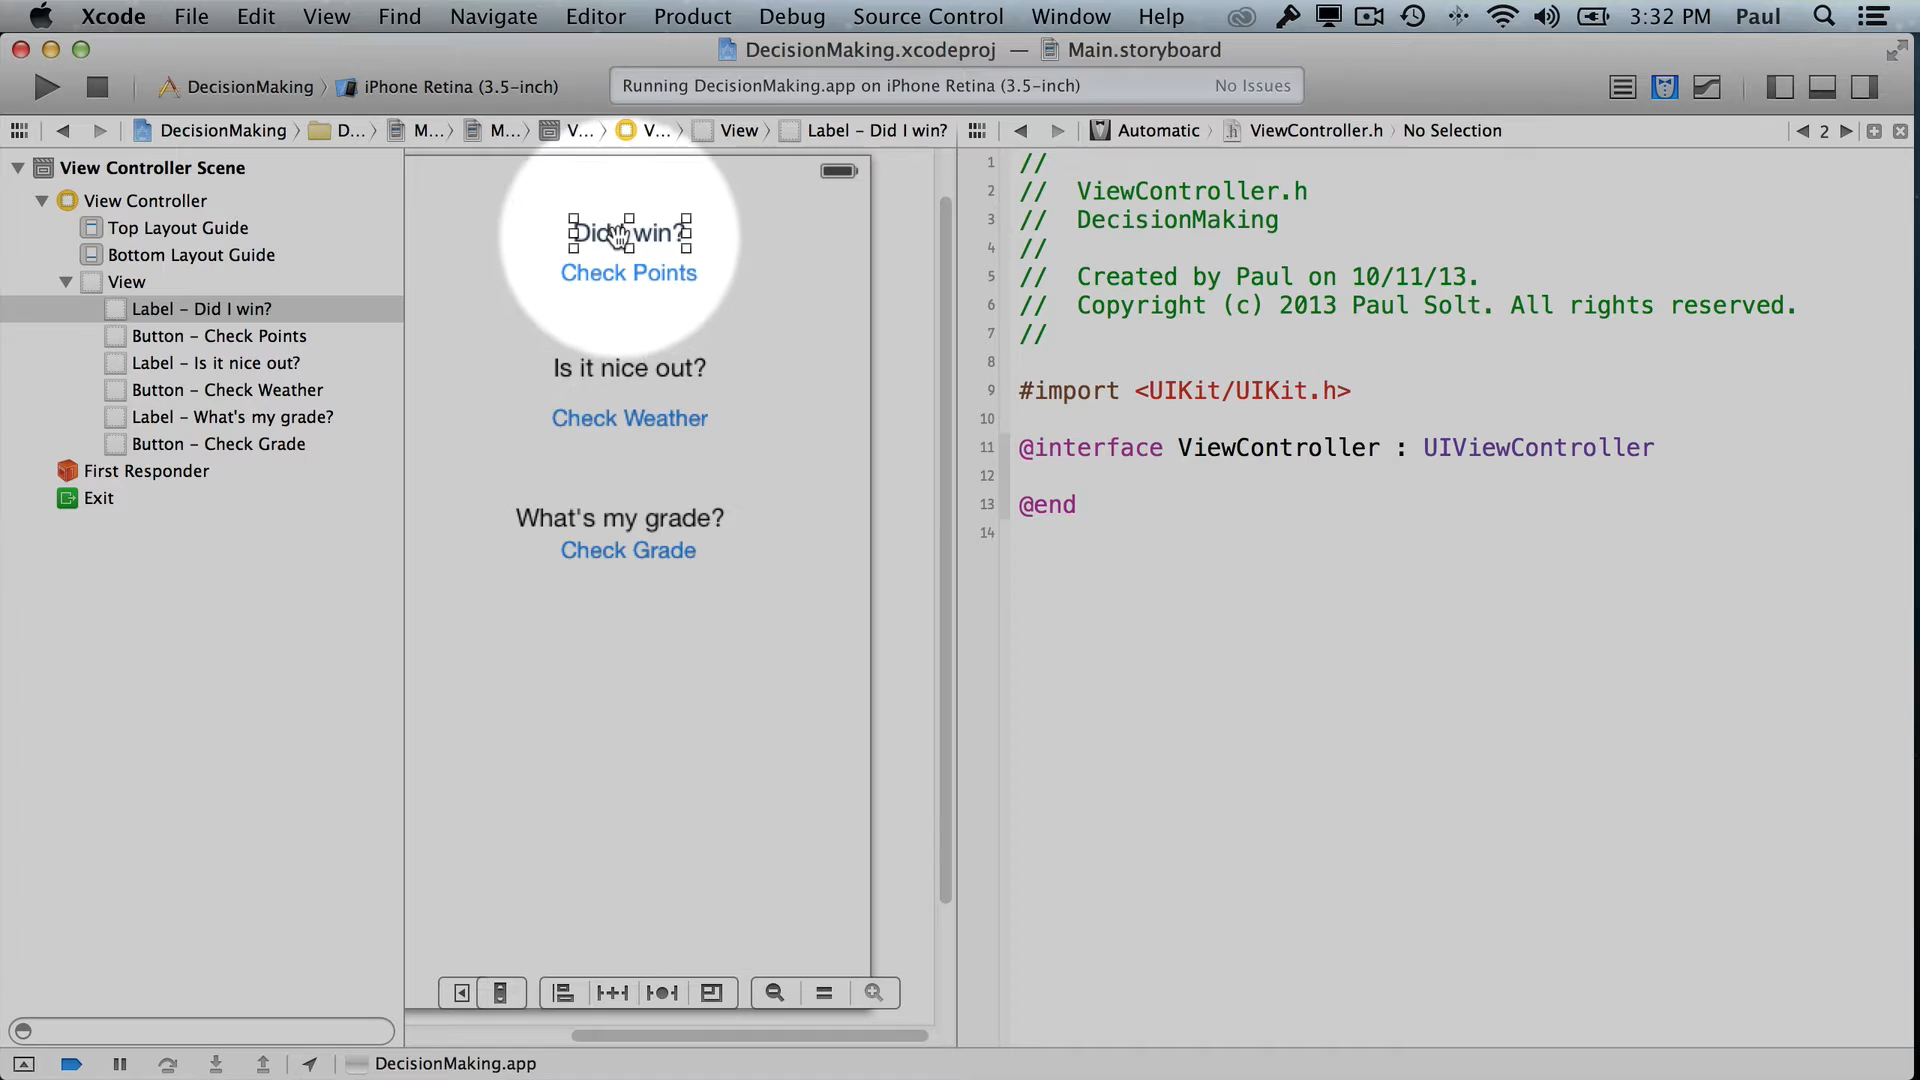 Xcode File Edit View Find Navigate Editor Product Debug Source Control Window Help 3:32 PM Paul
DecisionMaking.xcodeproj — Main.storyboard
DecisionMaking 〉 iPhone Retina (3.5-inch)
Running DecisionMaking.app on iPhone Retina (3.5-inch) No Issues
DecisionMaking 〉 D... 〉 M... 〉 M... 〉 V... 〉 V... 〉 View 〉 Label – Did I win?
Automatic 〉 ViewController.h 〉 No Selection 2
View Controller Scene
View Controller
Top Layout Guide
Bottom Layout Guide
View
Label – Did I win?
Button – Check Points
Label – Is it nice out?
Button – Check Weather
Label – What's my grade?
Button – Check Grade
First Responder
Exit
win?
Check Points
Is it nice out?
Check Weather
What's my grade?
Check Grade
1 //
2 // ViewController.h
3 // DecisionMaking
4 //
5 // Created by Paul on 10/11/13.
6 // Copyright (c) 2013 Paul Solt. All rights reserved.
7 //
8
9 #import <UIKit/UIKit.h>
10
11 @interface ViewController : UIViewController
12
13 @end
14
DecisionMaking.app